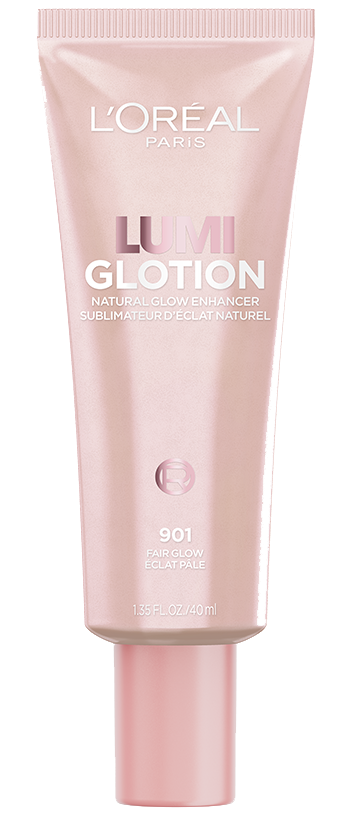 L'ORÉAL
PARiS
LUMI
GLOTION
NATURAL GLOW ENHANCER
SUBLIMATEUR D'ÉCLAT NATUREL
901
FAIR GLOW
ÉCLAT PÂLE
1.35 FL.OZ./40 ml